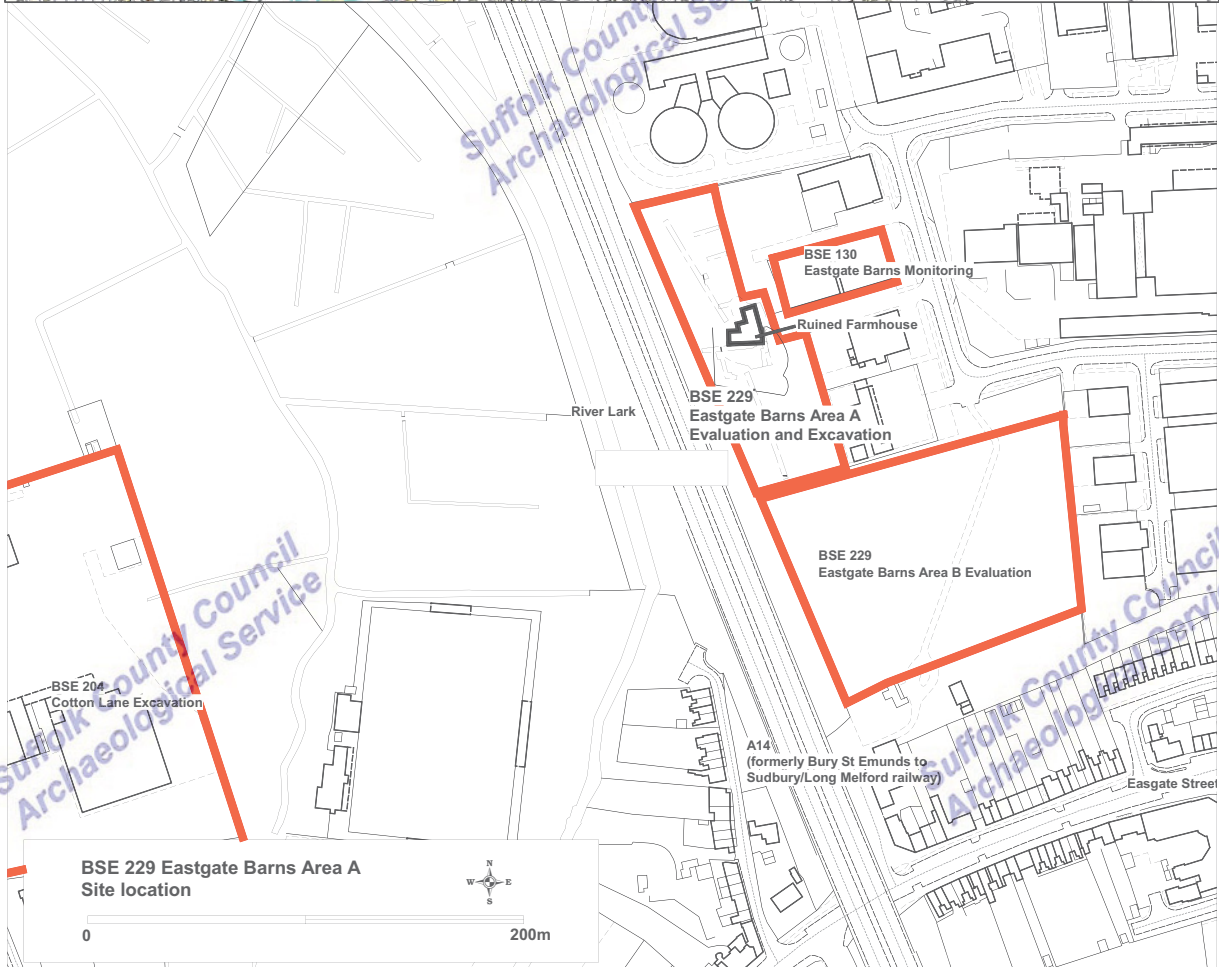 Suffolk County
Archaeological Service
BSE 130
Eastgate Barns Monitoring
Ruined Farmhouse
BSE 229
Eastgate Barns Area A
Evaluation and Excavation
River Lark
BSE 229
Eastgate Barns Area B Evaluation
Suffolk County Council
Archaeological Service
BSE 204
Cotton Lane Excavation
Suffolk County Council
Archaeological Service
A14
(formerly Bury St Emunds to
Sudbury/Long Melford railway)
Easgate Street
BSE 229 Eastgate Barns Area A
Site location
N
W E
S
0 200m